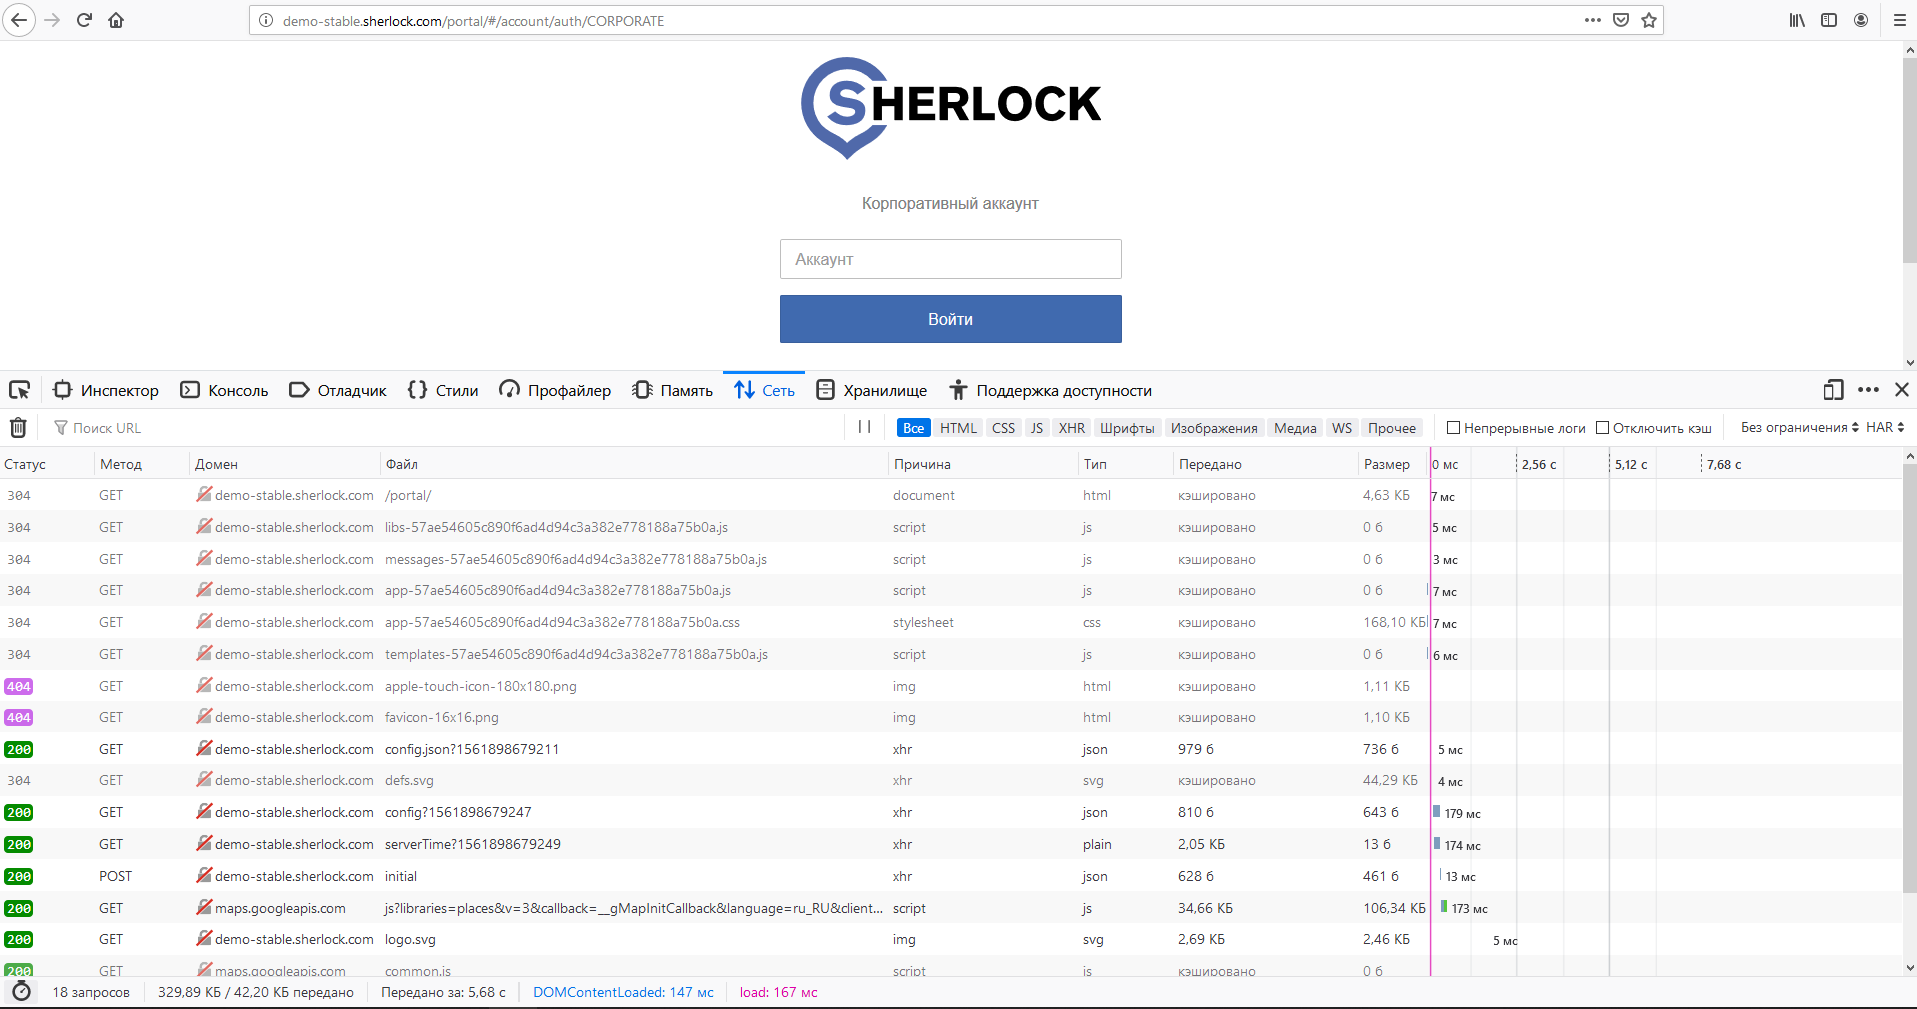 demo-stable.sherlock.com/portal/#/account/auth/CORPORATE
SHERLOCK
Корпоративный аккаунт
Аккаунт
Войти
Инспектор Консоль Отладчик Стили Профайлер Память Сеть Хранилище Поддержка доступности
Поиск URL Все HTML CSS JS XHR Шрифты Изображения Медиа WS Прочее Непрерывные логи Отключить кэш Без ограничения HAR
Статус Метод Домен Файл Причина Тип Передано Размер 0 мс 2,56 с 5,12 с 7,68 с
304 GET demo-stable.sherlock.com /portal/ document html кэшировано 4,63 КБ 7 мс
304 GET demo-stable.sherlock.com libs-57ae54605c890f6ad4d94c3a382e778188a75b0a.js script js кэшировано 0 б 5 мс
304 GET demo-stable.sherlock.com messages-57ae54605c890f6ad4d94c3a382e778188a75b0a.js script js кэшировано 0 б 3 мс
304 GET demo-stable.sherlock.com app-57ae54605c890f6ad4d94c3a382e778188a75b0a.js script js кэшировано 0 б 7 мс
304 GET demo-stable.sherlock.com app-57ae54605c890f6ad4d94c3a382e778188a75b0a.css stylesheet css кэшировано 168,10 КБ 7 мс
304 GET demo-stable.sherlock.com templates-57ae54605c890f6ad4d94c3a382e778188a75b0a.js script js кэшировано 0 б 6 мс
404 GET demo-stable.sherlock.com apple-touch-icon-180x180.png img html кэшировано 1,11 КБ
404 GET demo-stable.sherlock.com favicon-16x16.png img html кэшировано 1,10 КБ
200 GET demo-stable.sherlock.com config.json?1561898679211 xhr json 979 б 736 б 5 мс
304 GET demo-stable.sherlock.com defs.svg xhr svg кэшировано 44,29 КБ 4 мс
200 GET demo-stable.sherlock.com config?1561898679247 xhr json 810 б 643 б 179 мс
200 GET demo-stable.sherlock.com serverTime?1561898679249 xhr plain 2,05 КБ 13 б 174 мс
200 POST demo-stable.sherlock.com initial xhr json 628 б 461 б 13 мс
200 GET maps.googleapis.com js?libraries=places&v=3&callback=__gMapInitCallback&language=ru_RU&client... script js 34,66 КБ 106,34 КБ 173 мс
200 GET demo-stable.sherlock.com logo.svg img svg 2,69 КБ 2,46 КБ 5 мс
200 GET maps.googleapis.com common.js script js кэшировано 0 б
18 запросов 329,89 КБ / 42,20 КБ передано Передано за: 5,68 с DOMContentLoaded: 147 мс load: 167 мс